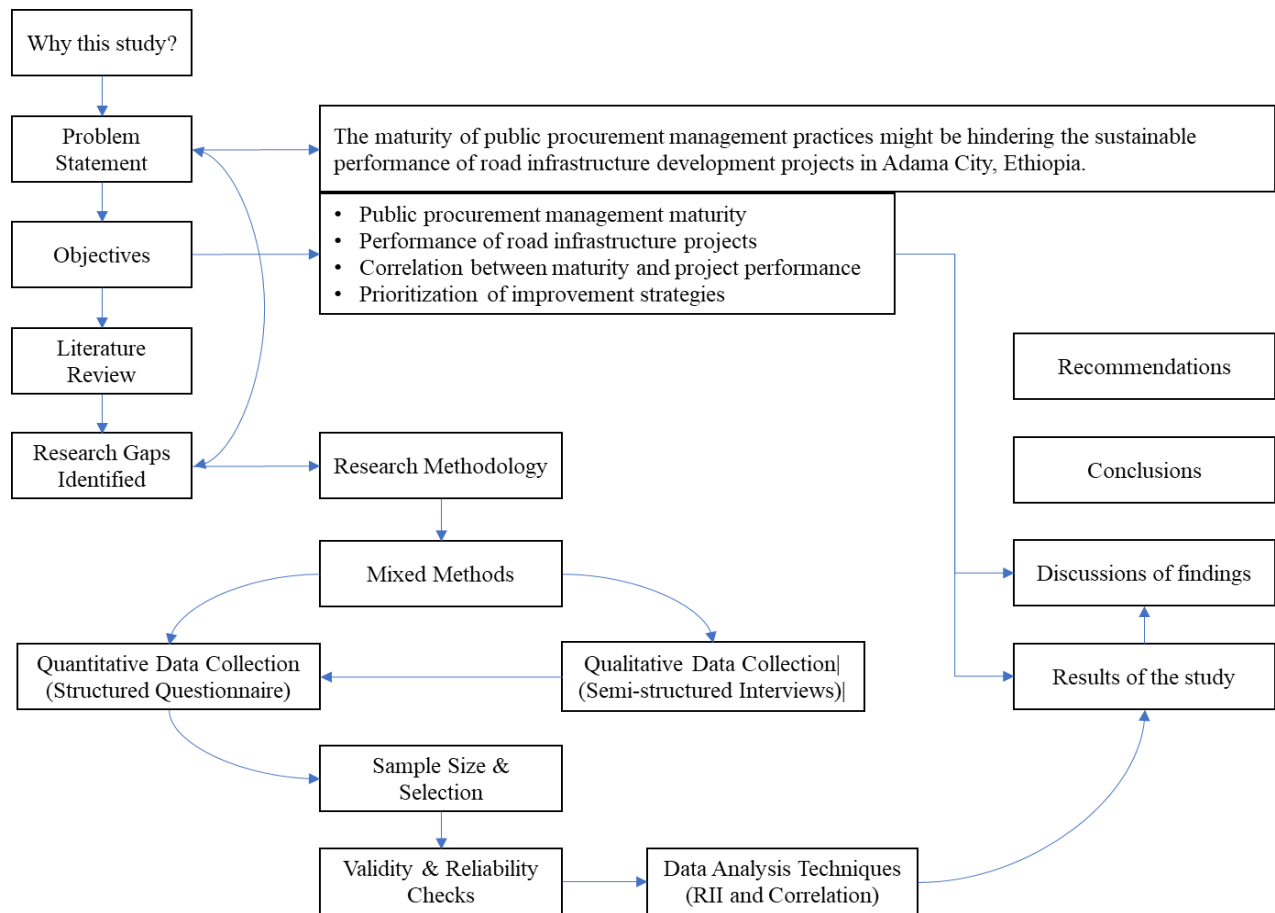 Why this study?
Problem
Statement
The maturity of public procurement management practices might be hindering the sustainable
performance of road infrastructure development projects in Adama City, Ethiopia.
Objectives
• Public procurement management maturity
• Performance of road infrastructure projects
• Correlation between maturity and project performance
• Prioritization of improvement strategies
Literature
Review
Research Gaps
Identified
Research Methodology
Mixed Methods
Quantitative Data Collection
(Structured Questionnaire)
Qualitative Data Collection|
(Semi-structured Interviews)|
Sample Size &
Selection
Validity & Reliability
Checks
Data Analysis Techniques
(RII and Correlation)
Recommendations
Conclusions
Discussions of findings
Results of the study